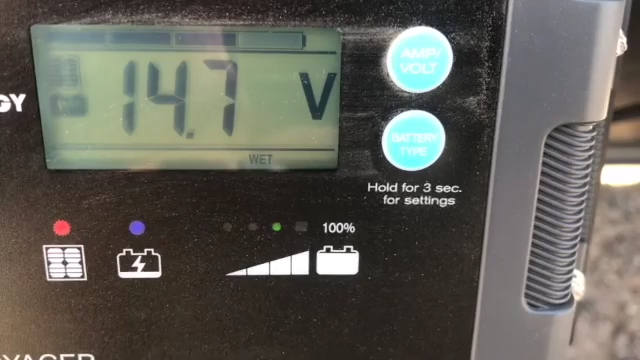 14.7 V
WET
AMP/
VOLT
BATTERY
TYPE
Hold for 3 sec.
for settings
100%